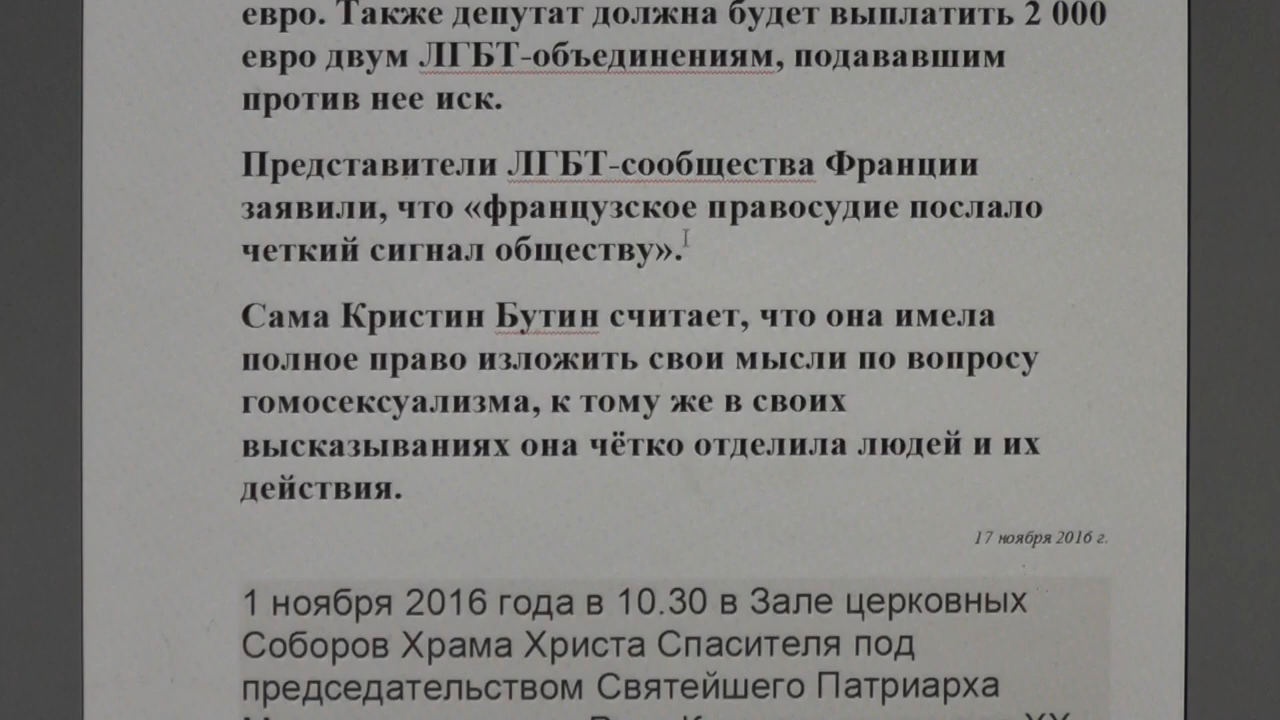 евро. Также депутат должна будет выплатить 2 000
евро двум ЛГБТ-объединениям, подававшим
против нее иск.
Представители ЛГБТ-сообщества Франции
заявили, что «французское правосудие послало
четкий сигнал обществу».
Сама Кристин Бутин считает, что она имела
полное право изложить свои мысли по вопросу
гомосексуализма, к тому же в своих
высказываниях она чётко отделила людей и их
действия.
17 ноября 2016 г.
1 ноября 2016 года в 10.30 в Зале церковных
Соборов Храма Христа Спасителя под
председательством Святейшего Патриарха